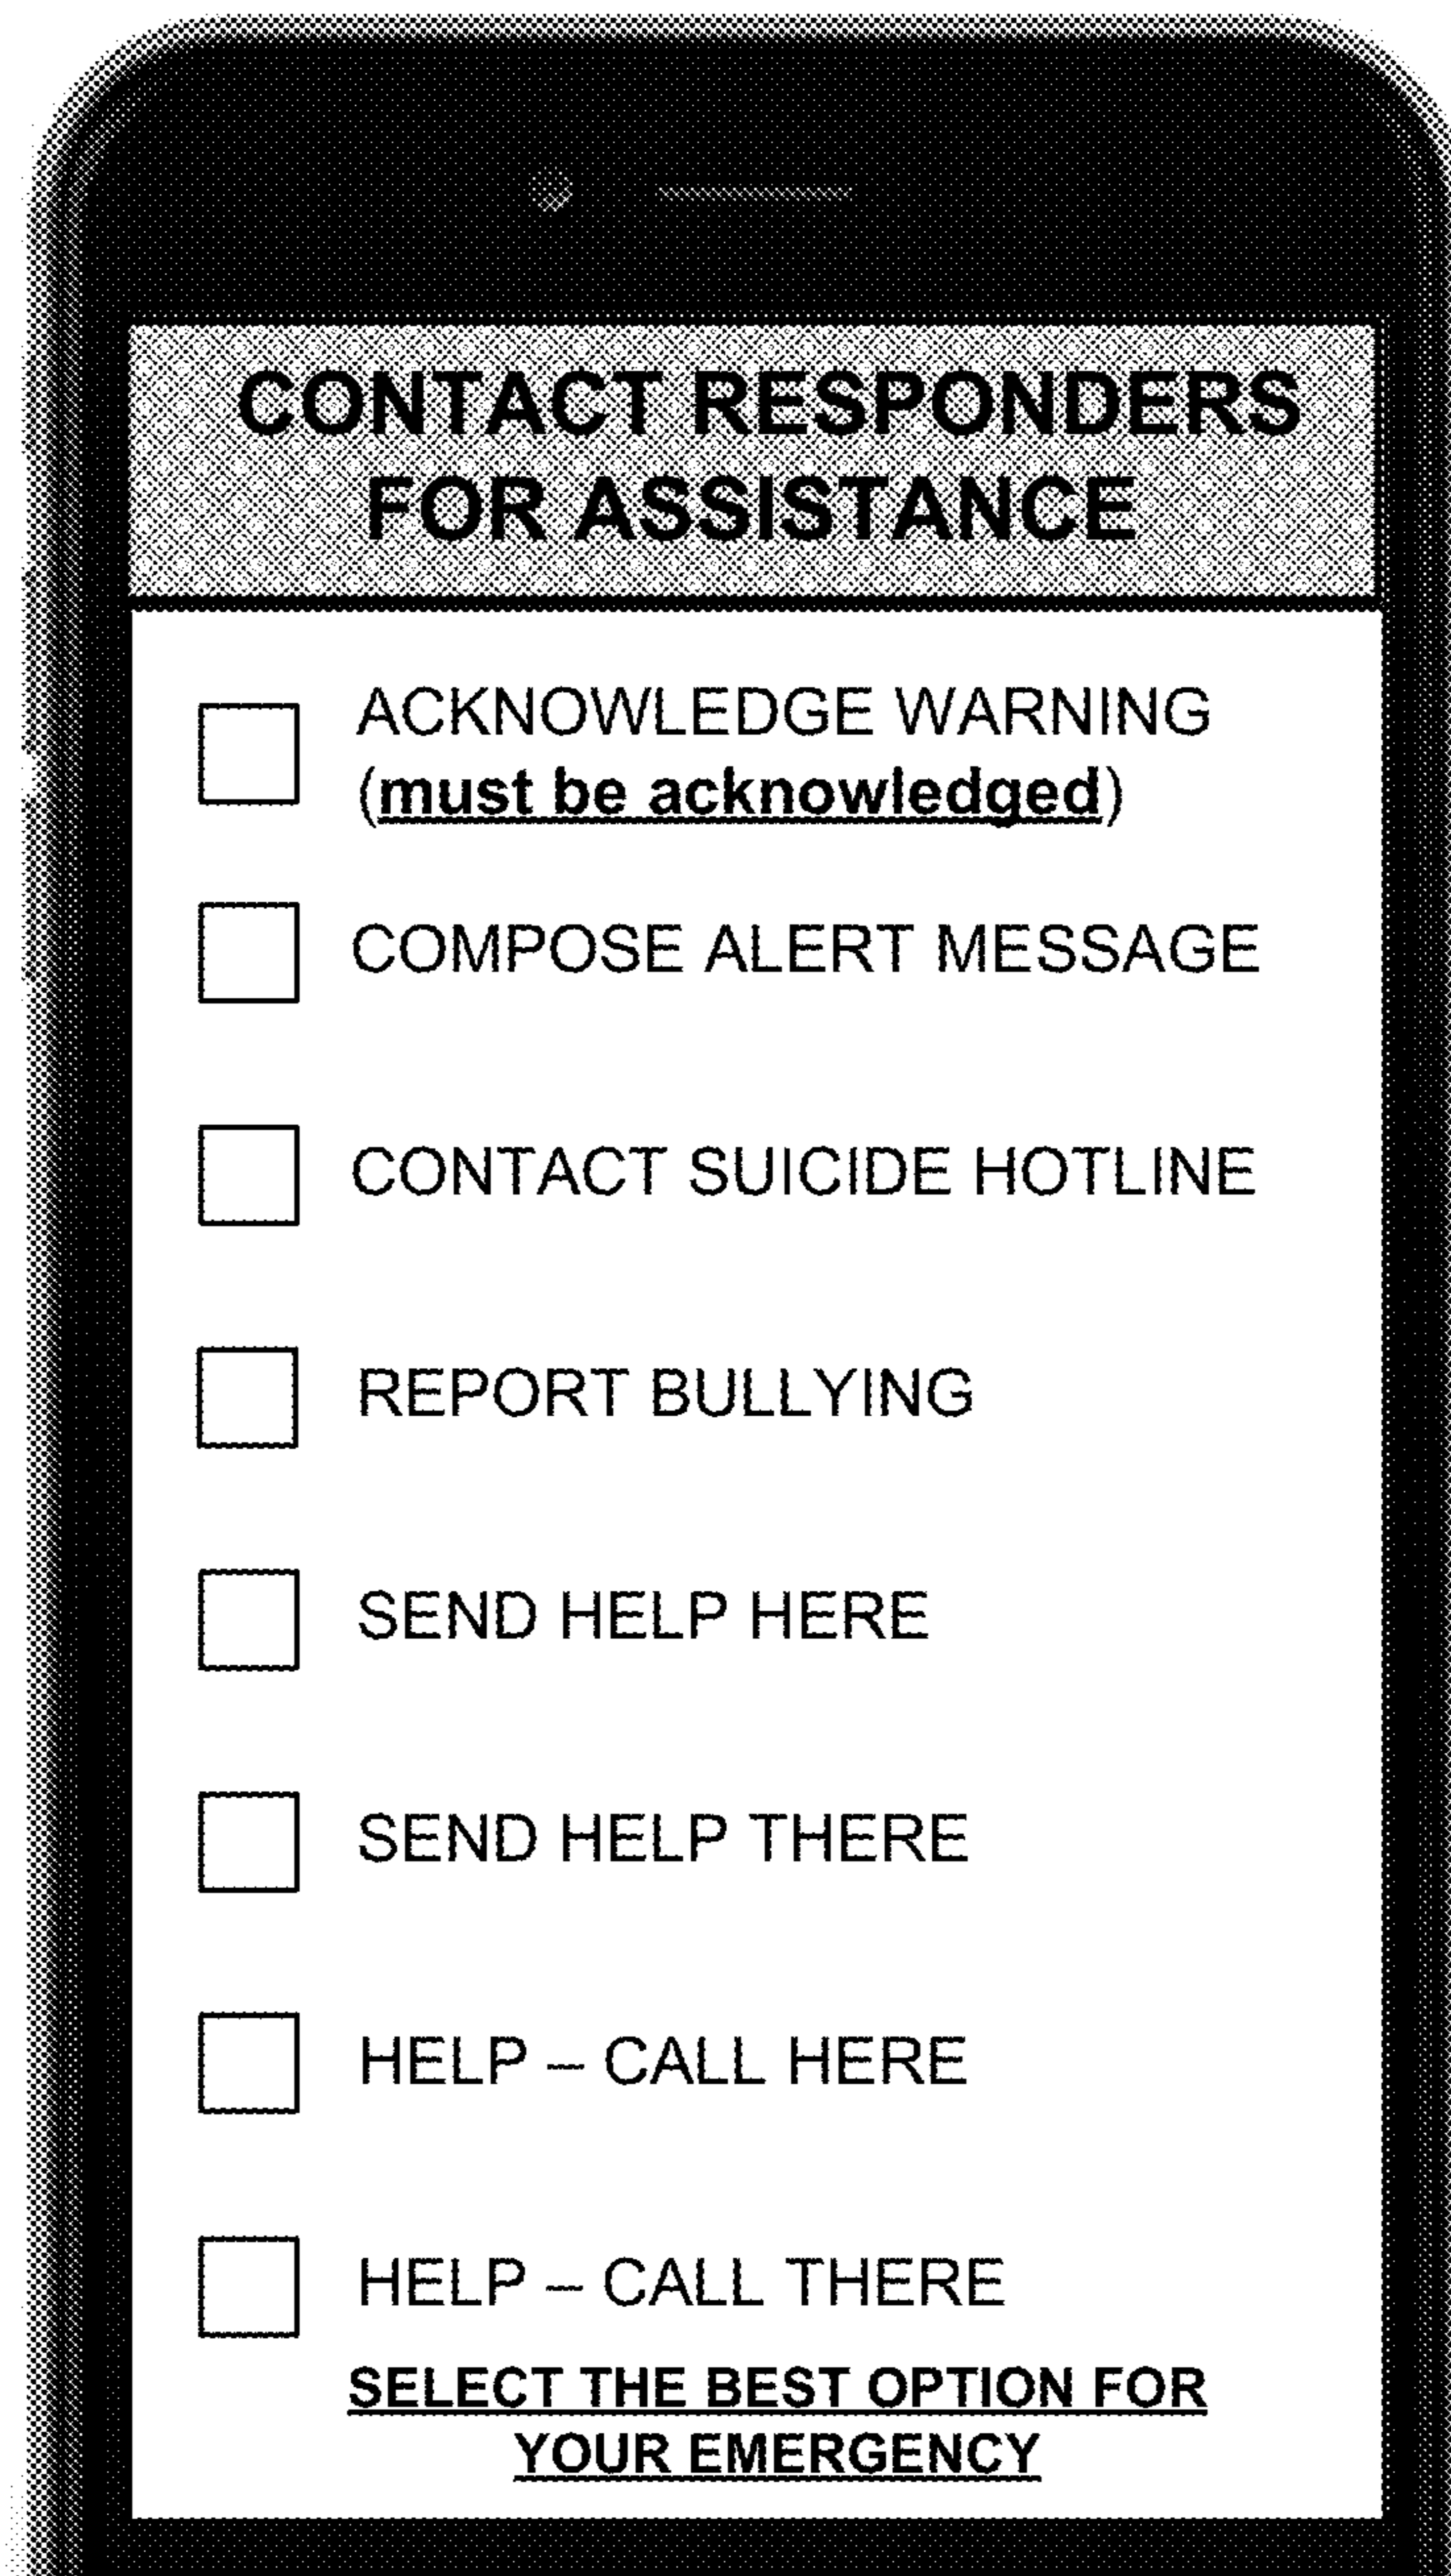 CONTACT RESPONDERS
FOR ASSISTANCE
ACKNOWLEDGE WARNING
(must be acknowledged)
COMPOSE ALERT MESSAGE
CONTACT SUICIDE HOTLINE
REPORT BULLYING
SEND HELP HERE
SEND HELP THERE
HELP – CALL HERE
HELP – CALL THERE
SELECT THE BEST OPTION FOR
YOUR EMERGENCY